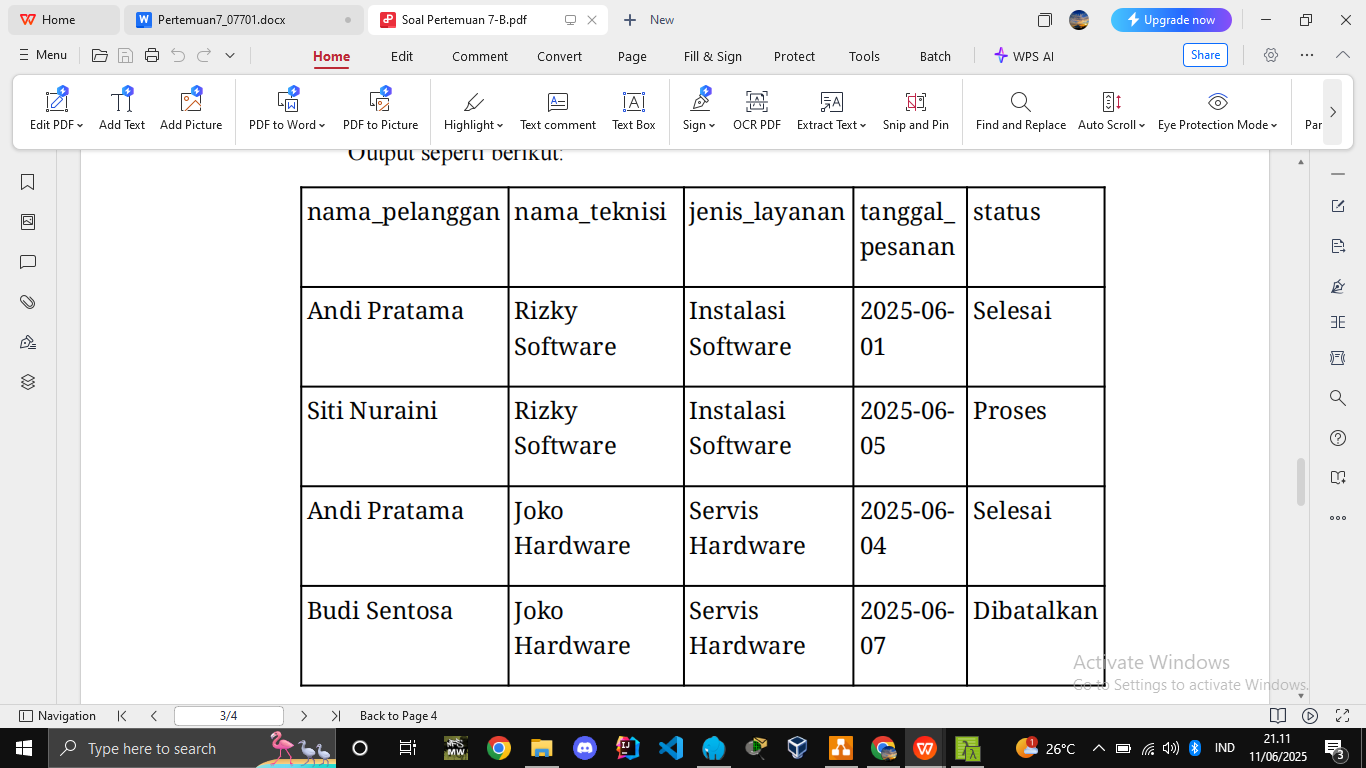 Home
Pertemuan7_07701.docx
Soal Pertemuan 7-B.pdf
New
Upgrade now
Menu
Home
Edit
Comment
Convert
Page
Fill & Sign
Protect
Tools
Batch
WPS AI
Share
Edit PDF
Add Text
Add Picture
PDF to Word
PDF to Picture
Highlight
Text comment
Text Box
Sign
OCR PDF
Extract Text
Snip and Pin
Find and Replace
Auto Scroll
Eye Protection Mode
Par
Output seperti berikut:
nama_pelanggan
nama_teknisi
jenis_layanan
tanggal_
pesanan
status
Andi Pratama
Rizky
Software
Instalasi
Software
2025-06-
01
Selesai
Siti Nuraini
Rizky
Software
Instalasi
Software
2025-06-
05
Proses
Andi Pratama
Joko
Hardware
Servis
Hardware
2025-06-
04
Selesai
Budi Sentosa
Joko
Hardware
Servis
Hardware
2025-06-
07
Dibatalkan
Activate Windows
Go to Settings to activate Windows.
Navigation
3/4
Back to Page 4
Type here to search
26°C
IND
21.11
11/06/2025
3